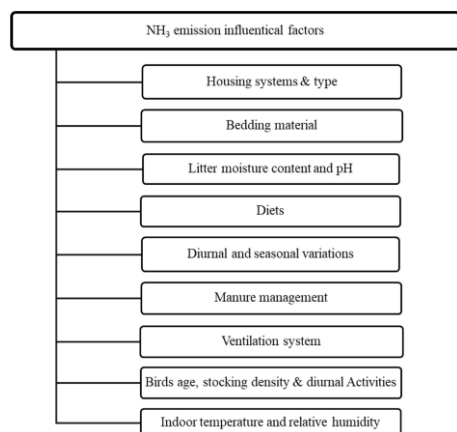 NH₃ emission influentical factors
Housing systems & type
Bedding material
Litter moisture content and pH
Diets
Diurnal and seasonal variations
Manure management
Ventilation system
Birds age, stocking density & diurnal Activities
Indoor temperature and relative humidity